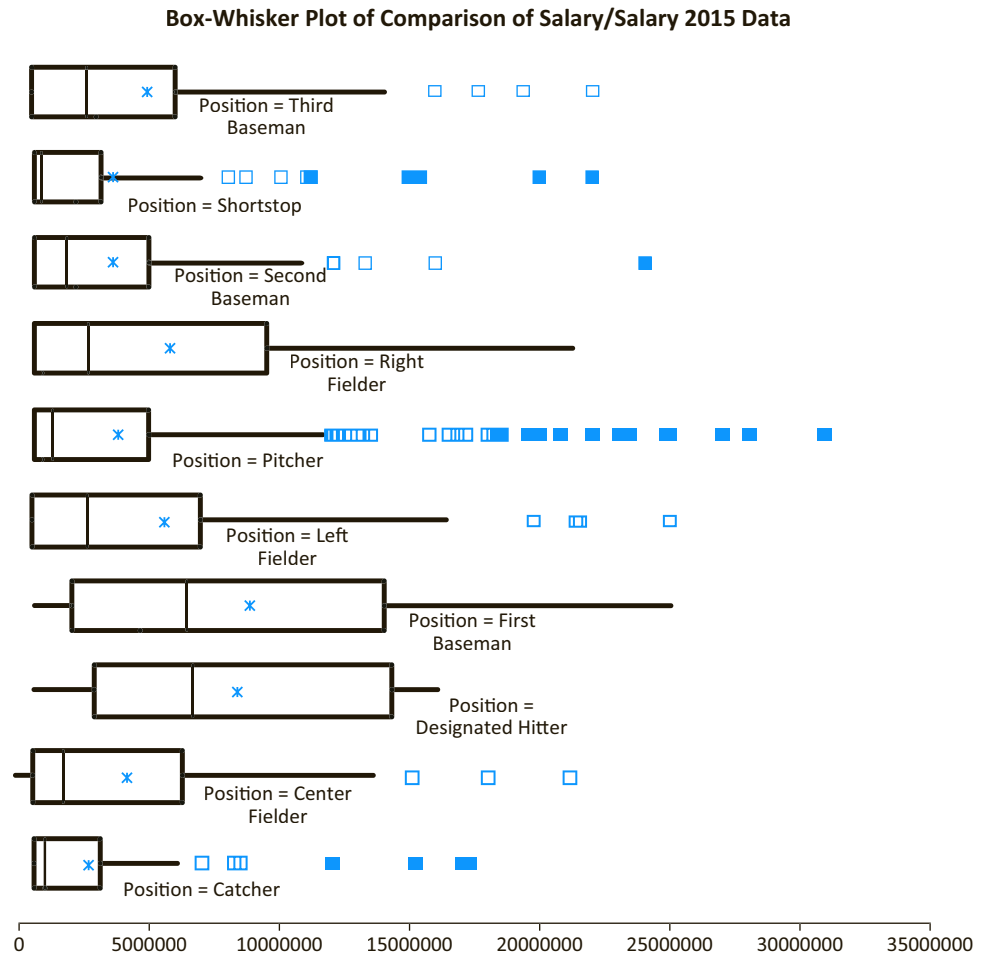 Box-Whisker Plot of Comparison of Salary/Salary 2015 Data
Position = Third
Baseman
Position = Shortstop
Position = Second
Baseman
Position = Right
Fielder
Position = Pitcher
Position = Left
Fielder
Position = First
Baseman
Position =
Designated Hitter
Position = Center
Fielder
Position = Catcher
0 5000000 10000000 15000000 20000000 25000000 30000000 35000000